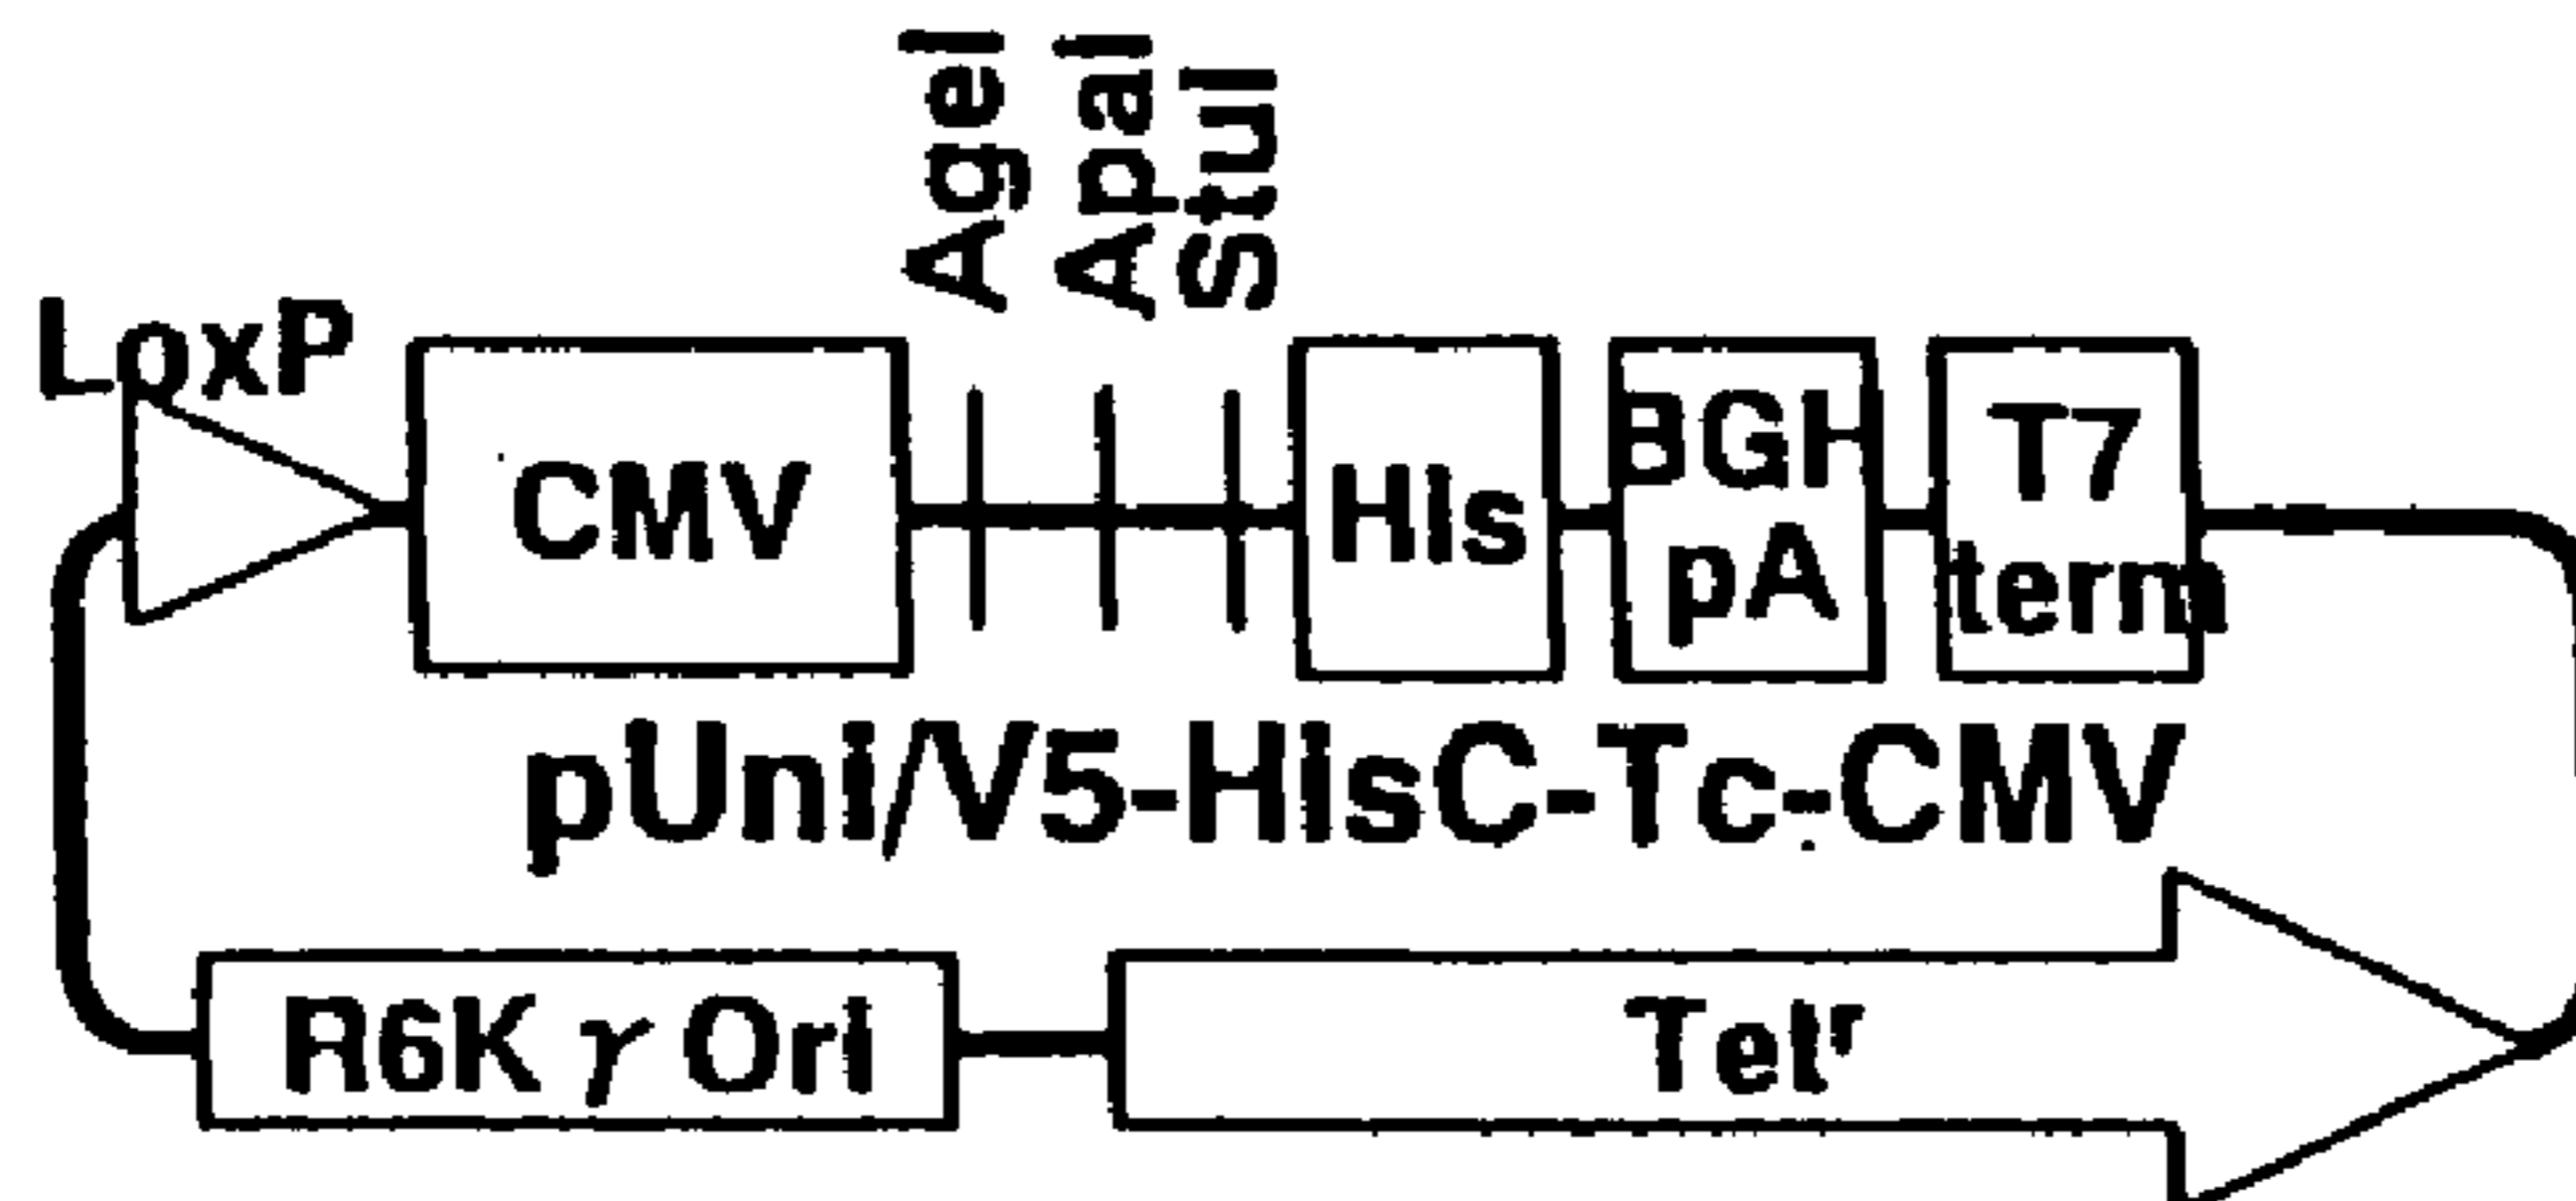 AgeI
ApaI
StuI
LoxP
CMV
His
BGH
pA
T7
term
pUni/V5-HisC-Tc-CMV
R6K γ Ori
Tetʳ